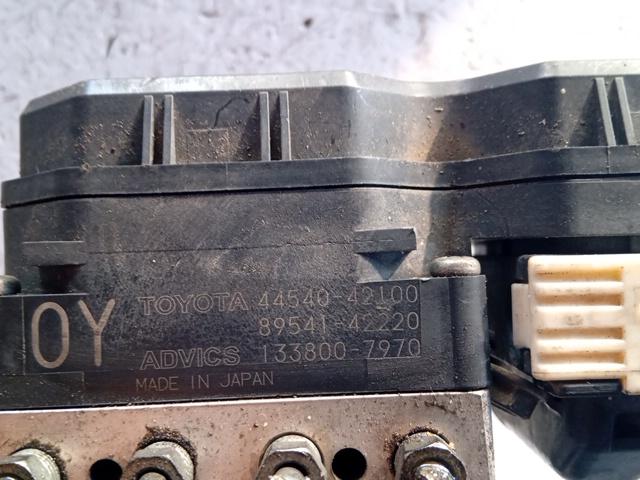 OY
TOYOTA 44540-42100
89541-42220
ADVICS 133800-7970
MADE IN JAPAN